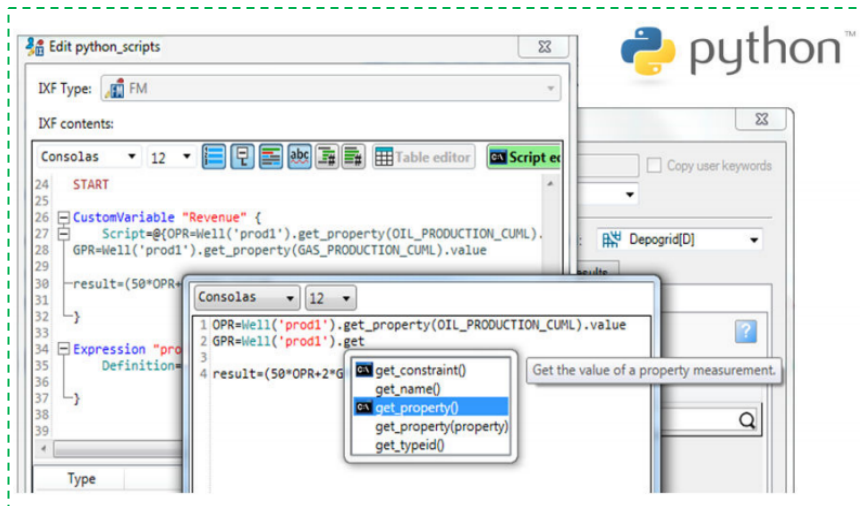 Edit python_scripts
python™
IXF Type: FM
IXF contents:
Consolas 12 Table editor Script ec
Copy user keywords
24 START
25
26 CustomVariable "Revenue" {
27 Script=@{OPR=Well('prod1').get_property(OIL_PRODUCTION_CUML).
28 GPR=Well('prod1').get_property(GAS_PRODUCTION_CUML).value
Depogrid[D]
29
30 result=(50*OPR+
31
32 }
33
34 Expression "pro
35 Definition=
36
37 }
38
39
Type
Consolas 12
1 OPR=Well('prod1').get_property(OIL_PRODUCTION_CUML).value
2 GPR=Well('prod1').get
3
4 result=(50*OPR+2*G
get_constraint()
get_name()
get_property()
get_property(property)
get_typeid()
Get the value of a property measurement.